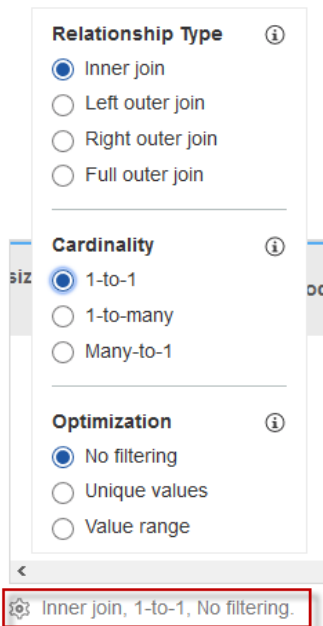 Relationship Type
Inner join
Left outer join
Right outer join
Full outer join
Cardinality
1-to-1
1-to-many
Many-to-1
Optimization
No filtering
Unique values
Value range
Inner join, 1-to-1, No filtering.